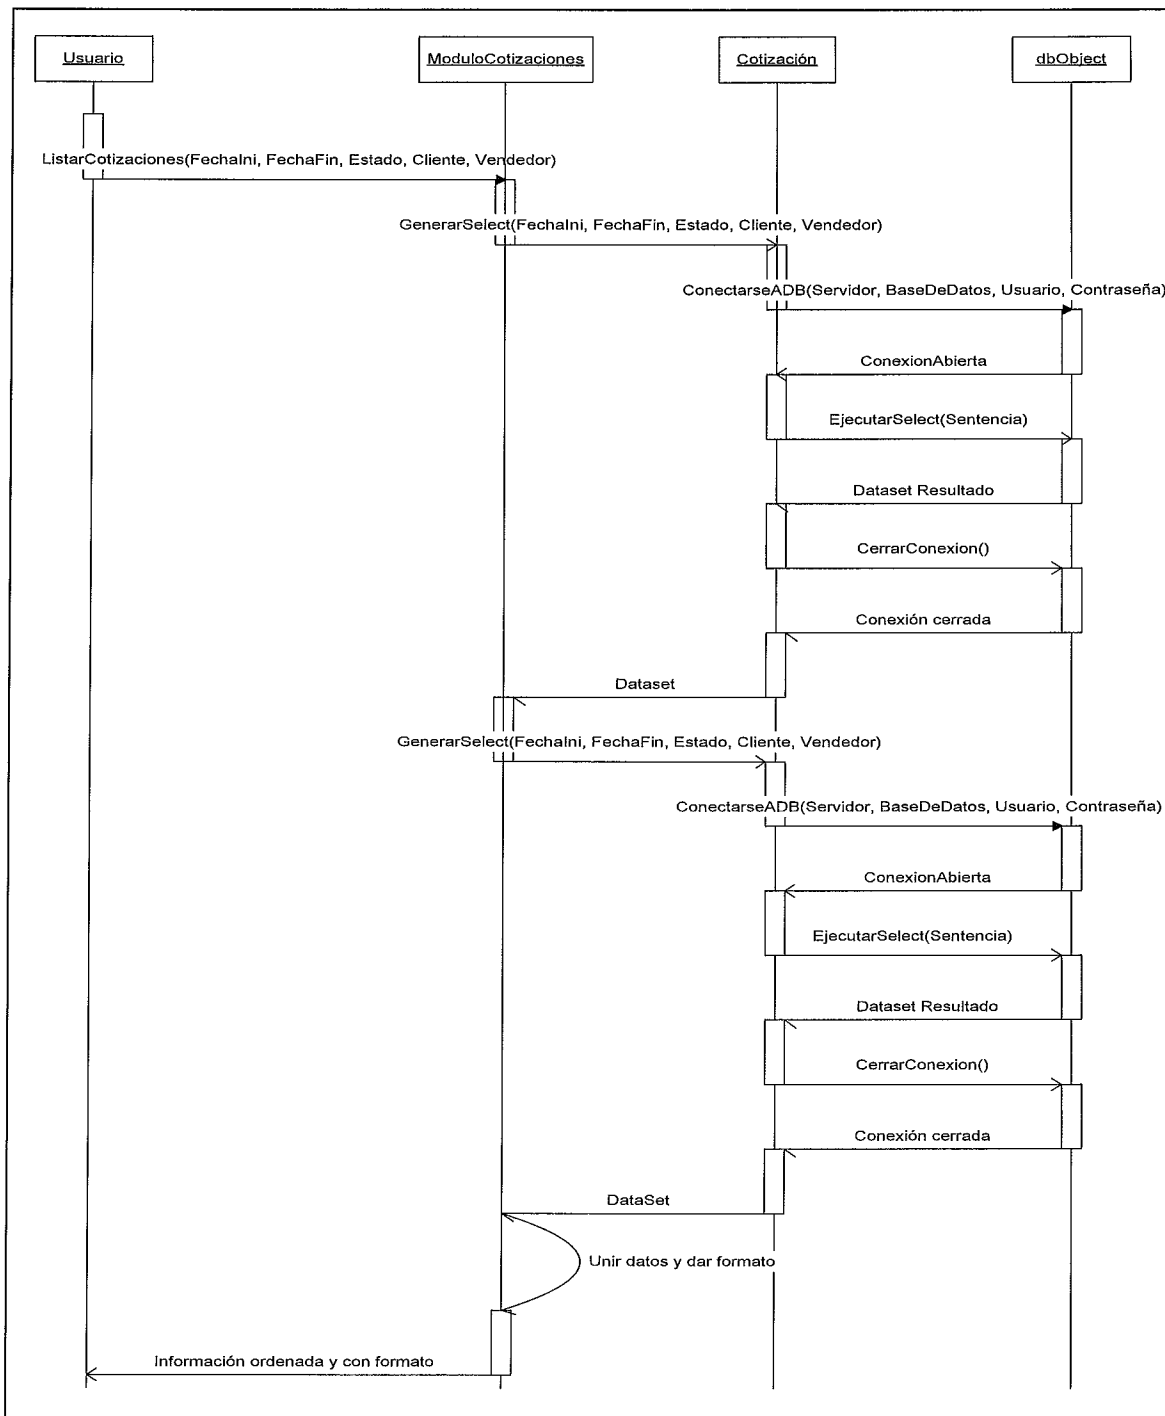 Usuario
ModuloCotizaciones
Cotización
dbObject
ListarCotizaciones(FechaIni, FechaFin, Estado, Cliente, Vendedor)
GenerarSelect(FechaIni, FechaFin, Estado, Cliente, Vendedor)
ConectarseADB(Servidor, BaseDeDatos, Usuario, Contraseña)
ConexionAbierta
EjecutarSelect(Sentencia)
Dataset Resultado
CerrarConexion()
Conexión cerrada
Dataset
GenerarSelect(FechaIni, FechaFin, Estado, Cliente, Vendedor)
ConectarseADB(Servidor, BaseDeDatos, Usuario, Contraseña)
ConexionAbierta
EjecutarSelect(Sentencia)
Dataset Resultado
CerrarConexion()
Conexión cerrada
DataSet
Unir datos y dar formato
Información ordenada y con formato